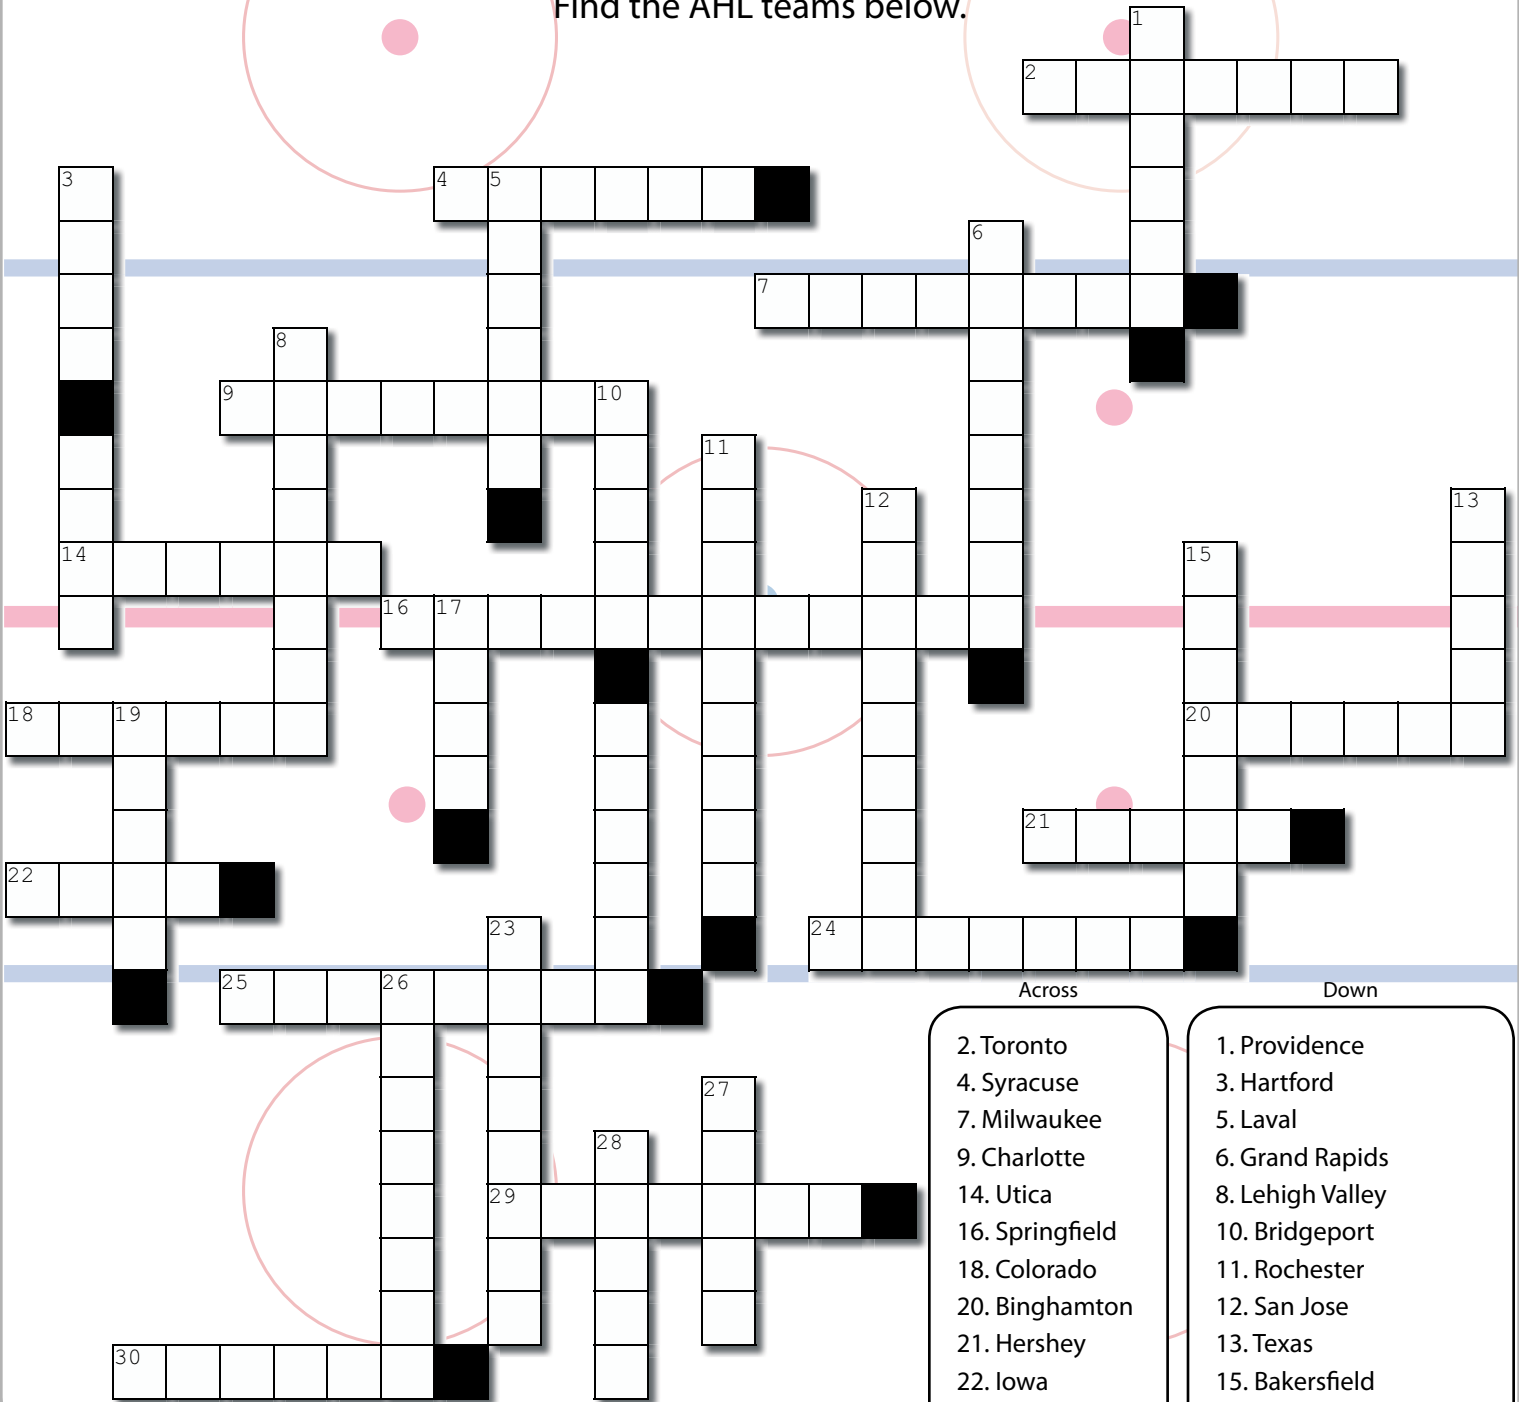 Find the AHL teams below.
1
2
3
4 5
6
7
8
9 10
11
12 13
14 15
16 17
18 19 20
21
22
23 24
25 26
27
28
29
30
Across
2. Toronto
4. Syracuse
7. Milwaukee
9. Charlotte
14. Utica
16. Springfield
18. Colorado
20. Binghamton
21. Hershey
22. Iowa
Down
1. Providence
3. Hartford
5. Laval
6. Grand Rapids
8. Lehigh Valley
10. Bridgeport
11. Rochester
12. San Jose
13. Texas
15. Bakersfield